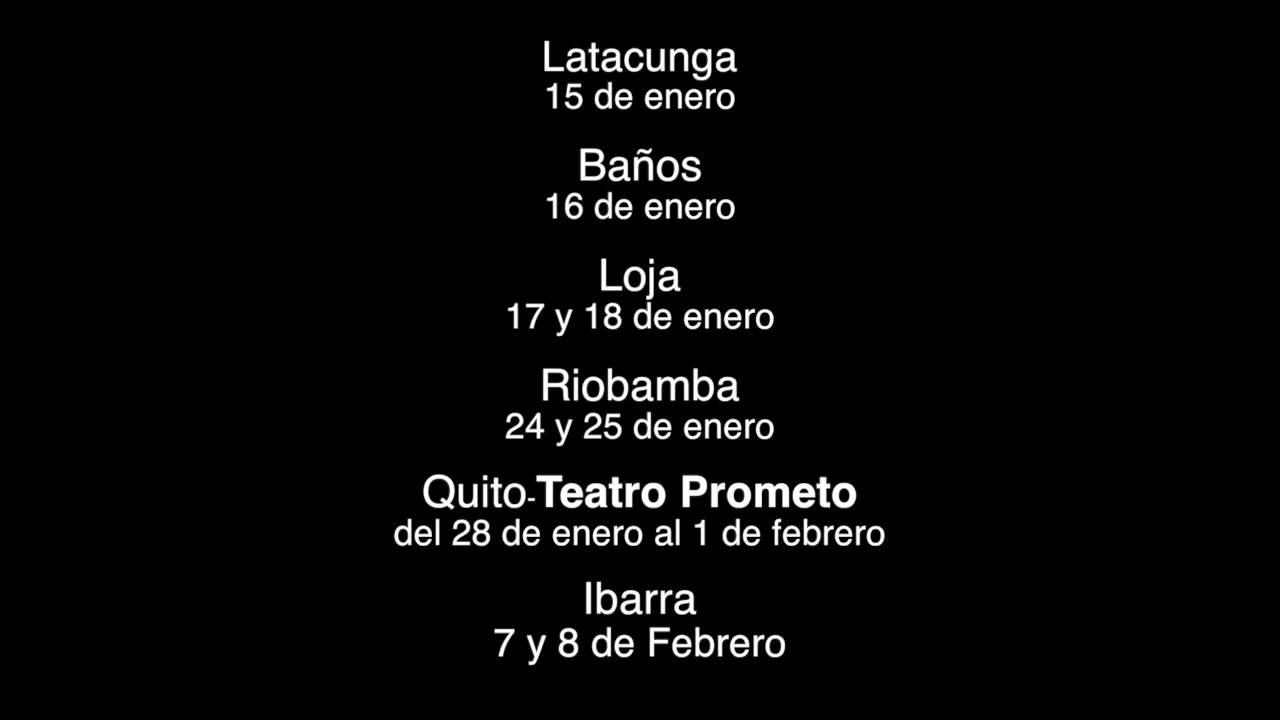 Latacunga
15 de enero
Baños
16 de enero
Loja
17 y 18 de enero
Riobamba
24 y 25 de enero
Quito-Teatro Prometo
del 28 de enero al 1 de febrero
Ibarra
7 y 8 de Febrero